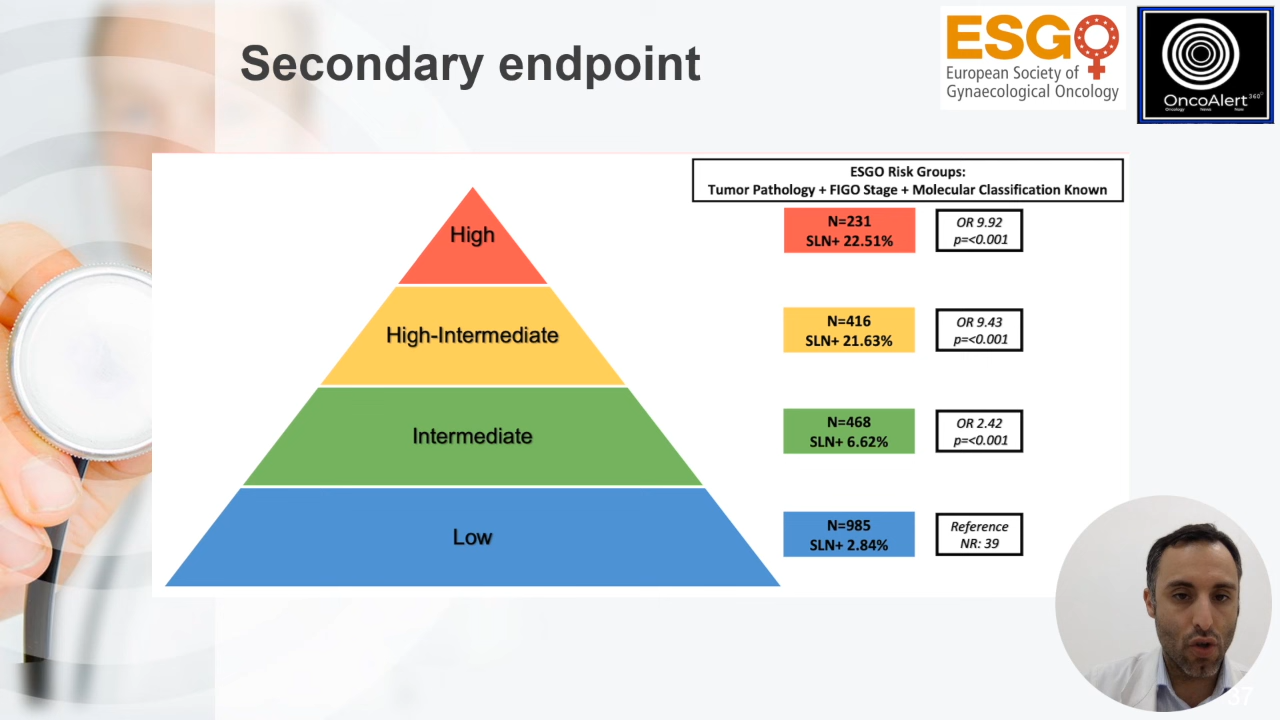 Secondary endpoint
ESGO
European Society of
Gynaecological Oncology
OncoAlert 360°
Oncology Now
ESGO Risk Groups:
Tumor Pathology + FIGO Stage + Molecular Classification Known
High
N=231
SLN+ 22.51%
OR 9.92
p=<0.001
High-Intermediate
N=416
SLN+ 21.63%
OR 9.43
p=<0.001
Intermediate
N=468
SLN+ 6.62%
OR 2.42
p=<0.001
Low
N=985
SLN+ 2.84%
Reference
NR: 39
37